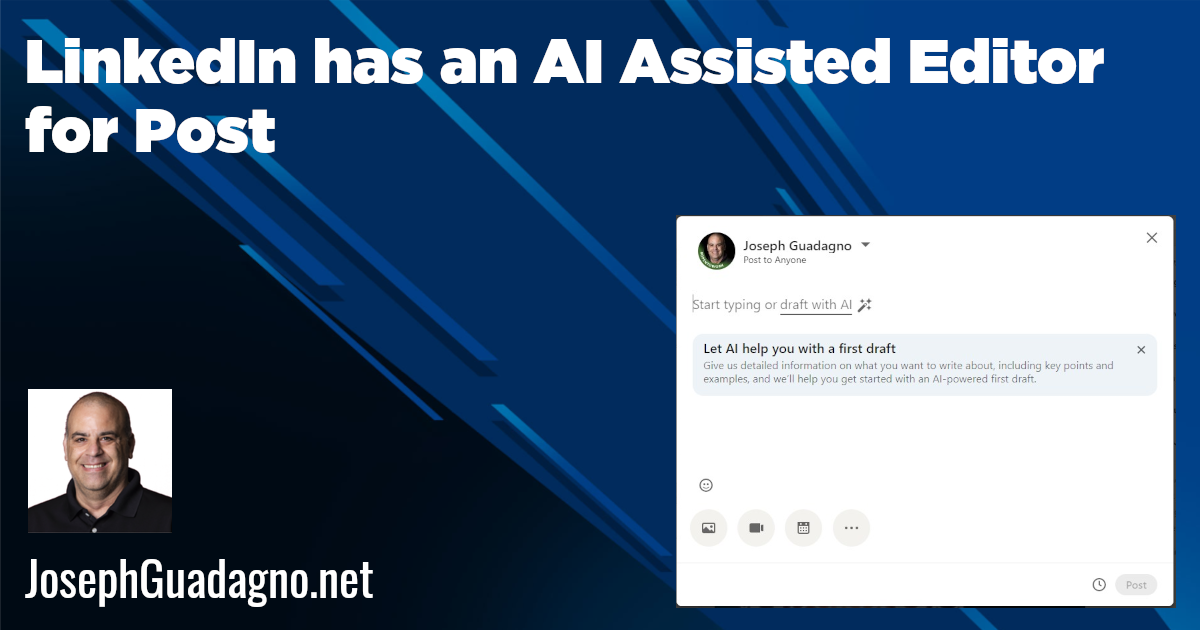 LinkedIn has an AI Assisted Editor
for Post
Joseph Guadagno
Post to Anyone
Start typing or draft with AI
Let AI help you with a first draft
Give us detailed information on what you want to write about, including key points and
examples, and we'll help you get started with an AI-powered first draft.
Post
JosephGuadagno.net